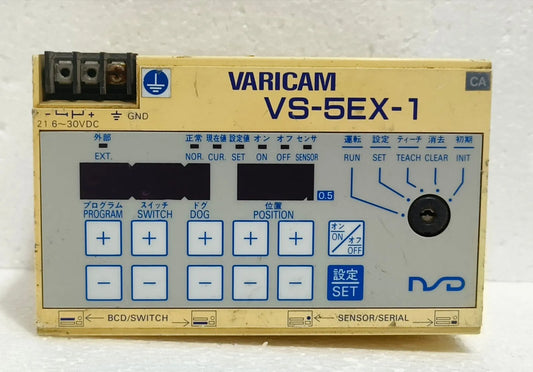 VARICAM
VS-5EX-1
CA
- + GND
21.6~30VDC
外部 正常 現在値 設定値 オン オフ センサ 運転 設定 ティーチ 消去 初期
EXT. NOR. CUR. SET ON OFF SENSOR RUN SET TEACH CLEAR INIT
0.5
プログラム スイッチ ドグ 位置
PROGRAM SWITCH DOG POSITION
+ + + + + オン/オフ
ON/OFF
- - - - - 設定
SET
NSD
BCD/SWITCH SENSOR/SERIAL